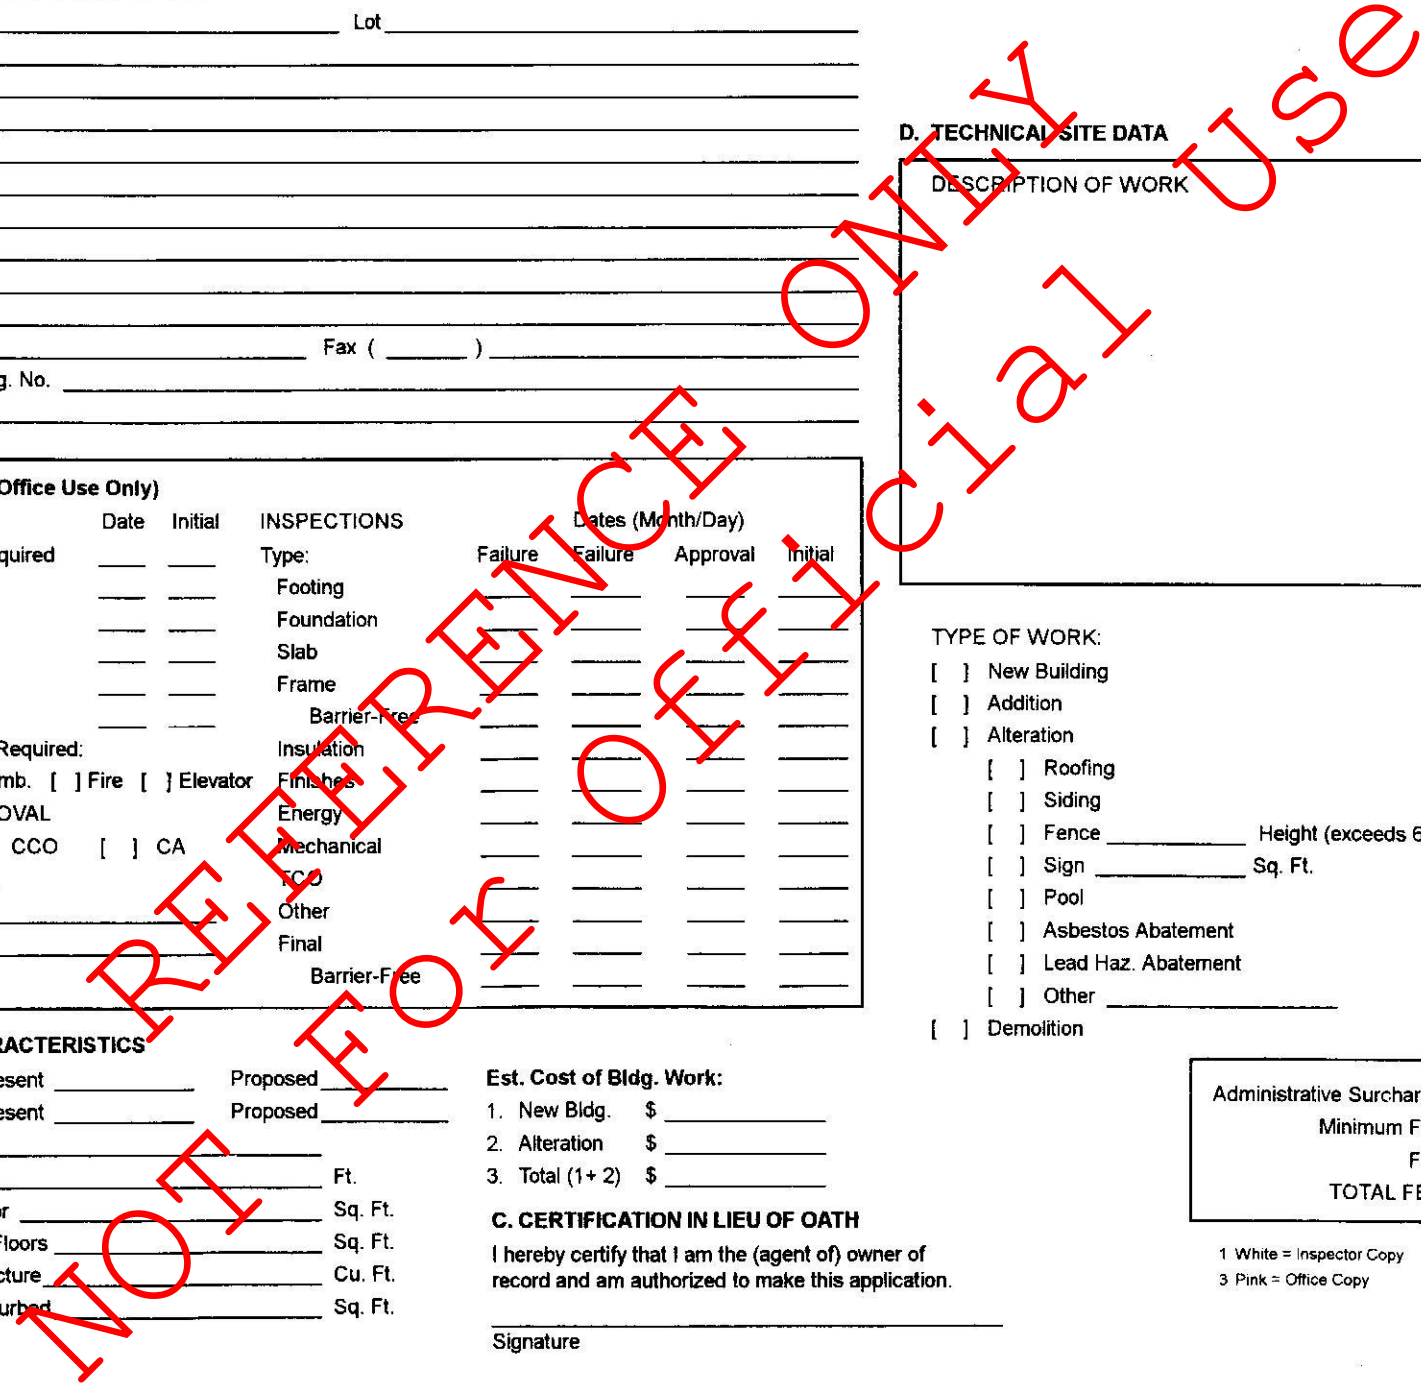 Lot
Fax ( ______ )
g. No.
Office Use Only)
Date Initial INSPECTIONS Dates (Month/Day)
quired Type: Failure Failure Approval Initial
Footing
Foundation
Slab
Frame
Barrier-Free
Required: Insulation
mb. [ ] Fire [ ] Elevator Finishes
OVAL Energy
CCO [ ] CA Mechanical
TCO
Other
Final
Barrier-Free
RACTERISTICS
esent Proposed
esent Proposed
Ft.
or Sq. Ft.
Floors Sq. Ft.
cture Cu. Ft.
urbed Sq. Ft.
Est. Cost of Bldg. Work:
1. New Bldg. $
2. Alteration $
3. Total (1+ 2) $
C. CERTIFICATION IN LIEU OF OATH
I hereby certify that I am the (agent of) owner of
record and am authorized to make this application.
Signature
D. TECHNICAL SITE DATA
DESCRIPTION OF WORK
TYPE OF WORK:
[ ] New Building
[ ] Addition
[ ] Alteration
[ ] Roofing
[ ] Siding
[ ] Fence Height (exceeds 6
[ ] Sign Sq. Ft.
[ ] Pool
[ ] Asbestos Abatement
[ ] Lead Haz. Abatement
[ ] Other
[ ] Demolition
Administrative Surchar
Minimum F
F
TOTAL FE
1 White = Inspector Copy
3 Pink = Office Copy
REFERENCE ONLY
NOT For Official Use